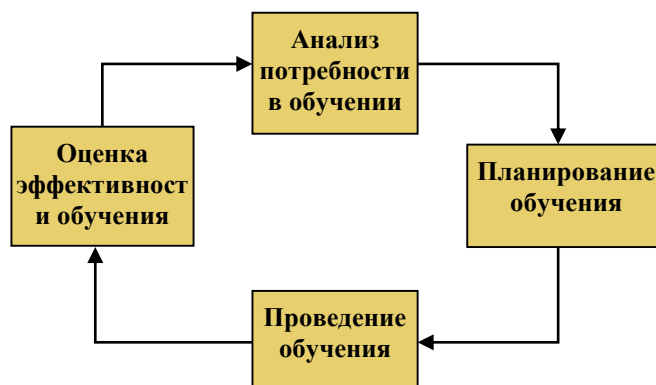 Анализ
потребности
в обучении
Оценка
эффективност
и обучения
Планирование
обучения
Проведение
обучения